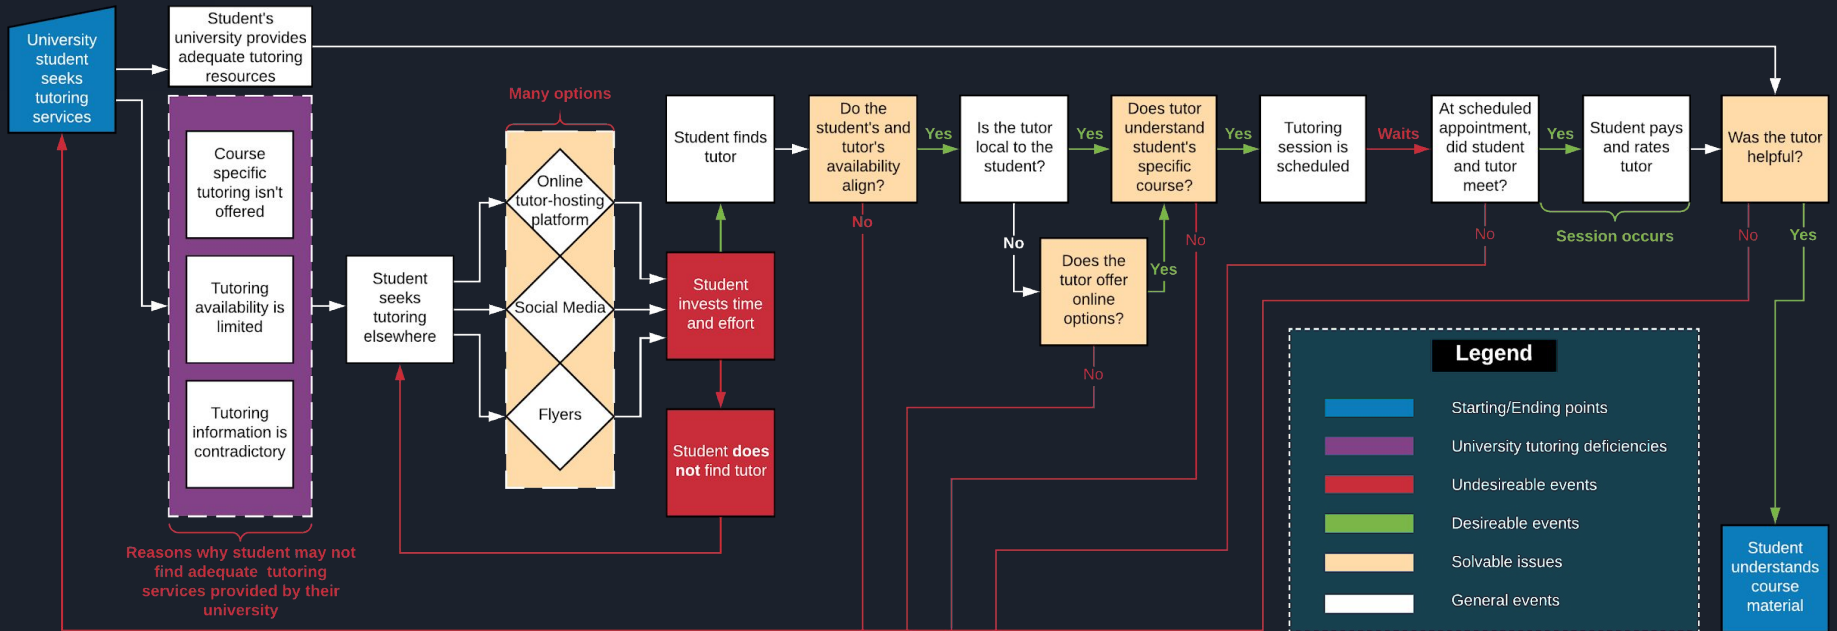 University
student
seeks
tutoring
services
Student's
university provides
adequate tutoring
resources
Course
specific
tutoring isn't
offered
Tutoring
availability is
limited
Tutoring
information is
contradictory
Reasons why student may not
find adequate tutoring
services provided by their
university
Student
seeks
tutoring
elsewhere
Many options
Online
tutor-hosting
platform
Social Media
Flyers
Student finds
tutor
Student
invests time
and effort
Student does
not find tutor
Do the
student's and
tutor's
availability
align?
Yes
No
Is the tutor
local to the
student?
Yes
No
Does the
tutor offer
online
options?
Yes
No
Does tutor
understand
student's
specific
course?
Yes
No
Tutoring
session is
scheduled
Waits
At scheduled
appointment,
did student
and tutor
meet?
Yes
No
Student pays
and rates
tutor
Session occurs
Was the tutor
helpful?
No
Yes
Student
understands
course
material
Legend
Starting/Ending points
University tutoring deficiencies
Undesireable events
Desireable events
Solvable issues
General events